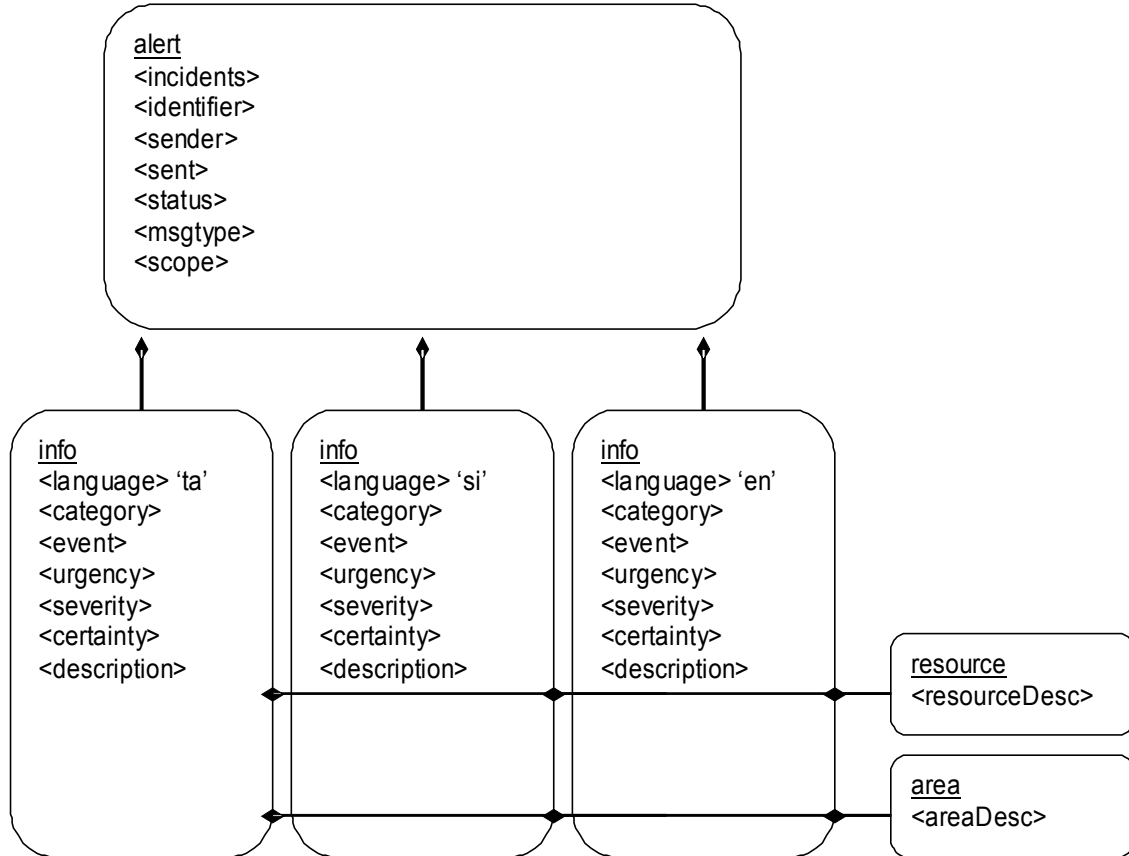 alert
<incidents>
<identifier>
<sender>
<sent>
<status>
<msgtype>
<scope>
info
<language> ‘ta’
<category>
<event>
<urgency>
<severity>
<certainty>
<description>
info
<language> ‘si’
<category>
<event>
<urgency>
<severity>
<certainty>
<description>
info
<language> ‘en’
<category>
<event>
<urgency>
<severity>
<certainty>
<description>
resource
<resourceDesc>
area
<areaDesc>